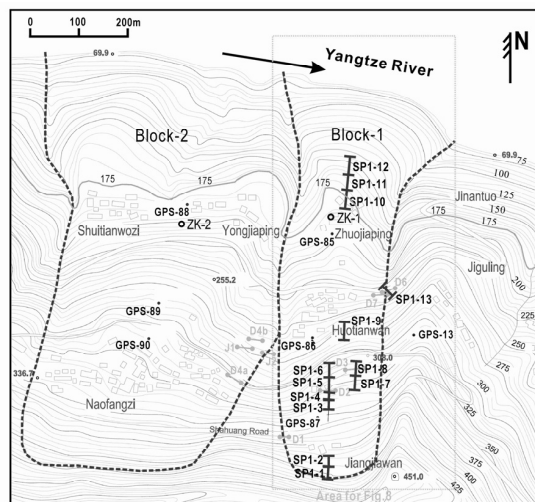 0 100 200m
69.9
Yangtze River
N
Block-2
Block-1
69.9
75
SP1-12
100
SP1-11
Jinantuo 125
175
175
SP1-10
150
GPS-88
ZK-1
175
175
Shuitianwozi
ZK-2
Yongjiaping
GPS-85
Zhuojiaping
Jiguling
255.2
D6
200
D7
SP1-13
GPS-89
225
SP1-9
D4b
Huotianwan
GPS-13
GPS-90
J1
GPS-86
250
303.0
275
336.7
SP1-6
D3
SP1-8
D4a
SP1-5
SP1-7
300
SP1-4
D2
Naofangzi
SP1-3
325
GPS-87
350
Shahuang Road
D1
375
SP1-2
Jiangjiawan
400
SP1-1
451.0
425
Area for Fig.8